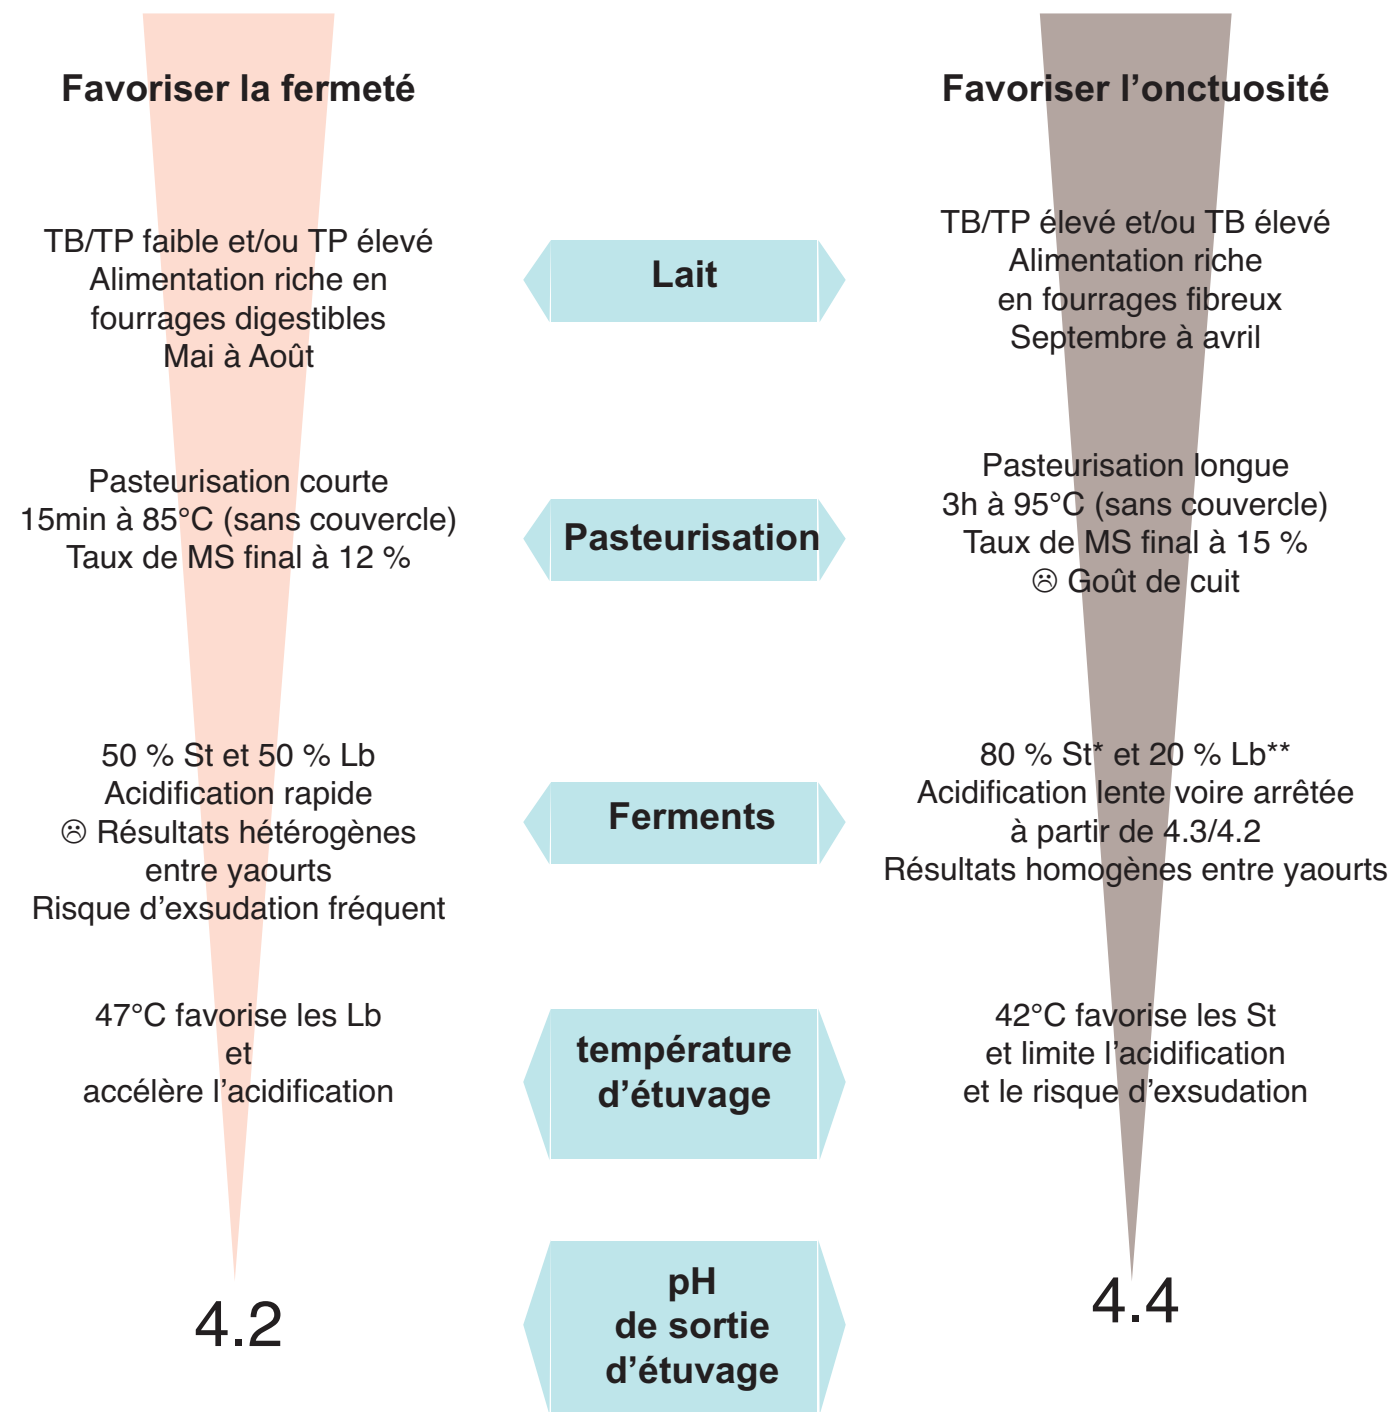 Favoriser la fermeté
Favoriser l’onctuosité
TB/TP faible et/ou TP élevé
Alimentation riche en
fourrages digestibles
Mai à Août
Lait
TB/TP élevé et/ou TB élevé
Alimentation riche
en fourrages fibreux
Septembre à avril
Pasteurisation courte
15min à 85°C (sans couvercle)
Taux de MS final à 12 %
Pasteurisation
Pasteurisation longue
3h à 95°C (sans couvercle)
Taux de MS final à 15 %
☹ Goût de cuit
50 % St et 50 % Lb
Acidification rapide
☹ Résultats hétérogènes
entre yaourts
Risque d’exsudation fréquent
Ferments
80 % St* et 20 % Lb**
Acidification lente voire arrêtée
à partir de 4.3/4.2
Résultats homogènes entre yaourts
47°C favorise les Lb
et
accélère l’acidification
température
d’étuvage
42°C favorise les St
et limite l’acidification
et le risque d’exsudation
4.2
pH
de sortie
d’étuvage
4.4